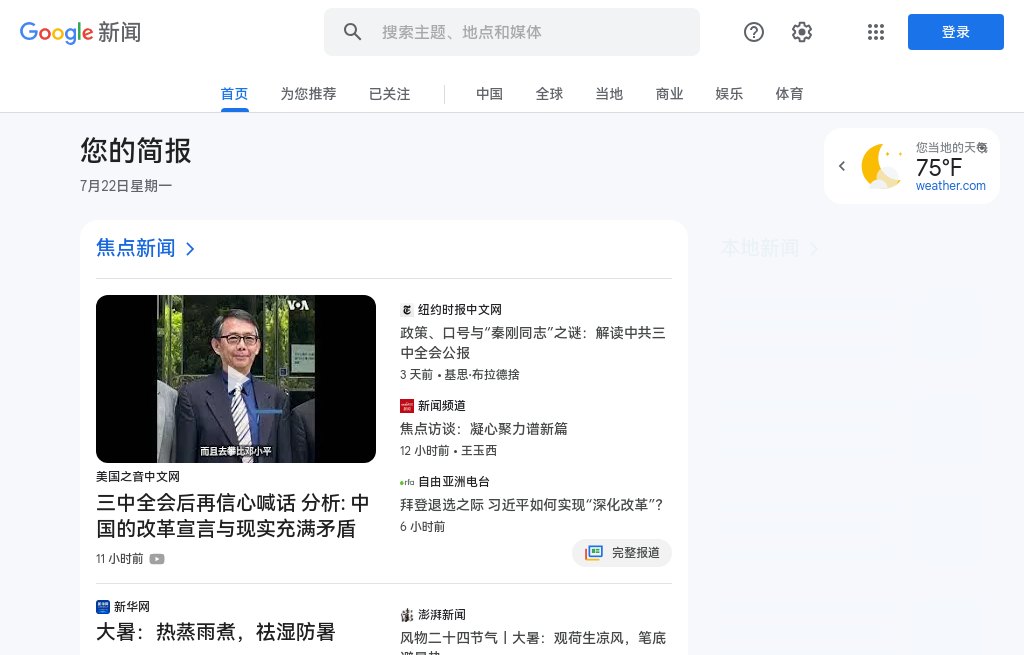 Google 新闻
搜索主题、地点和媒体
登录
首页
为您推荐
已关注
中国
全球
当地
商业
娱乐
体育
您的简报
7月22日星期一
您当地的天气
75°F
weather.com
焦点新闻
本地新闻
VOA
而且去攀比邓小平
美国之音中文网
三中全会后再信心喊话 分析: 中
国的改革宣言与现实充满矛盾
11 小时前
纽约时报中文网
政策、口号与“秦刚同志”之谜：解读中共三
中全会公报
3 天前 • 基思·布拉德捨
新闻频道
焦点访谈：凝心聚力谱新篇
12 小时前 • 王玉西
rfa 自由亚洲电台
拜登退选之际 习近平如何实现“深化改革”？
6 小时前
完整报道
新华网
大暑：热蒸雨煮，祛湿防暑
澎湃新闻
风物二十四节气丨大暑：观荷生凉风，笔底